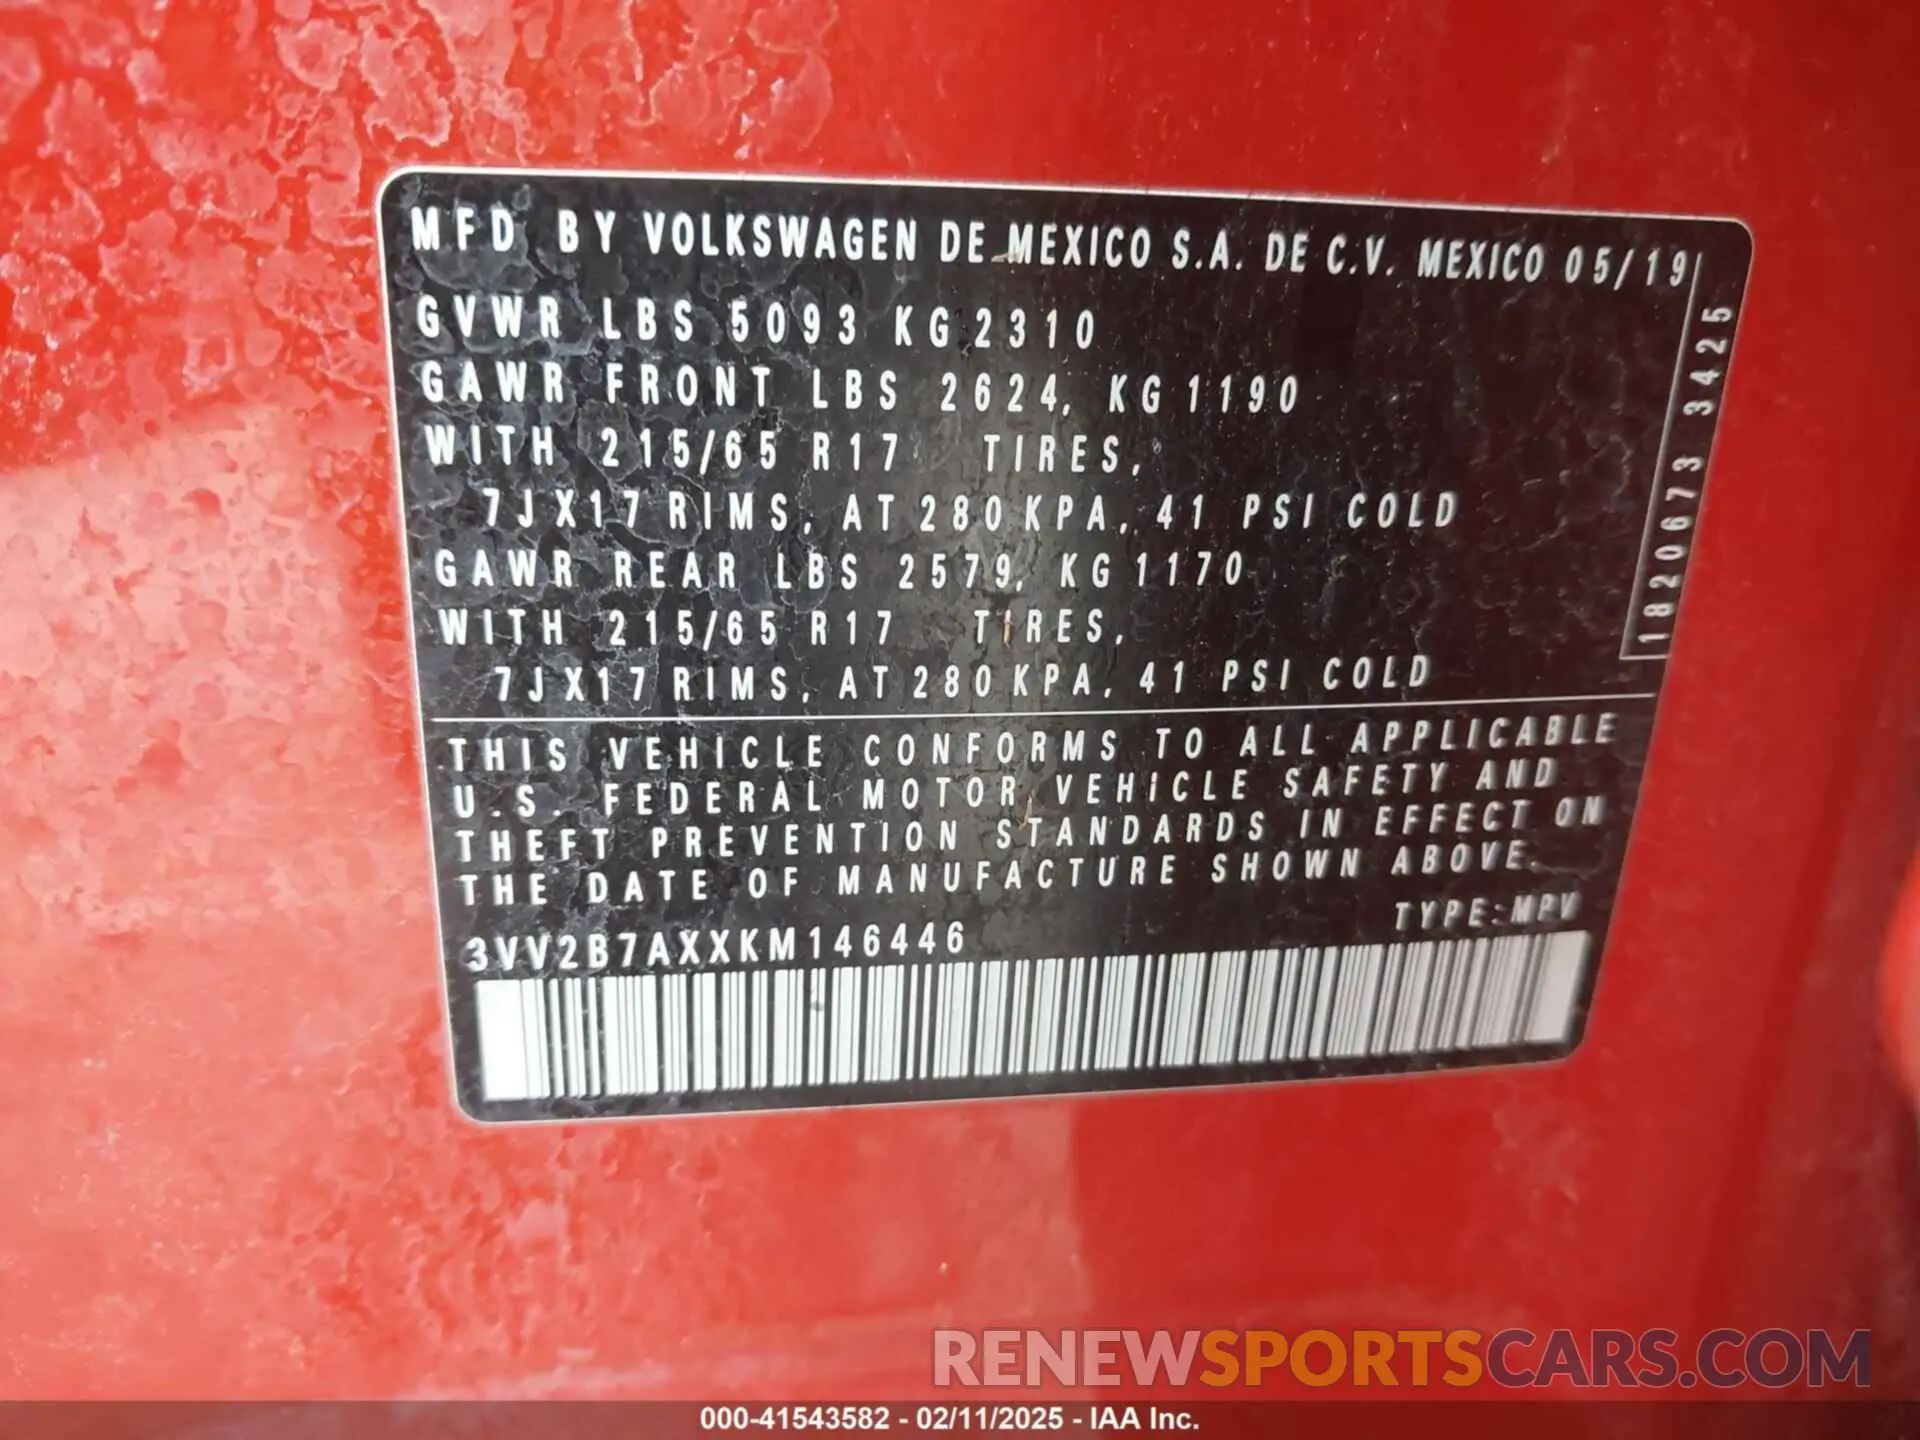 MFD BY VOLKSWAGEN DE MEXICO S.A. DE C.V. MEXICO 05/19
GVWR LBS 5093 KG 2310
GAWR FRONT LBS 2624, KG 1190
WITH 215/65 R17 TIRES,
7JX17 RIMS, AT 280 KPA, 41 PSI COLD
GAWR REAR LBS 2579, KG 1170
WITH 215/65 R17 TIRES,
7JX17 RIMS, AT 280 KPA, 41 PSI COLD
1820673 3425
THIS VEHICLE CONFORMS TO ALL APPLICABLE
U.S. FEDERAL MOTOR VEHICLE SAFETY AND
THEFT PREVENTION STANDARDS IN EFFECT ON
THE DATE OF MANUFACTURE SHOWN ABOVE.
TYPE: MPV
3VV2B7AXXKM146446
RENEWSPORTSCARS.COM
000-41543582 - 02/11/2025 - IAA Inc.